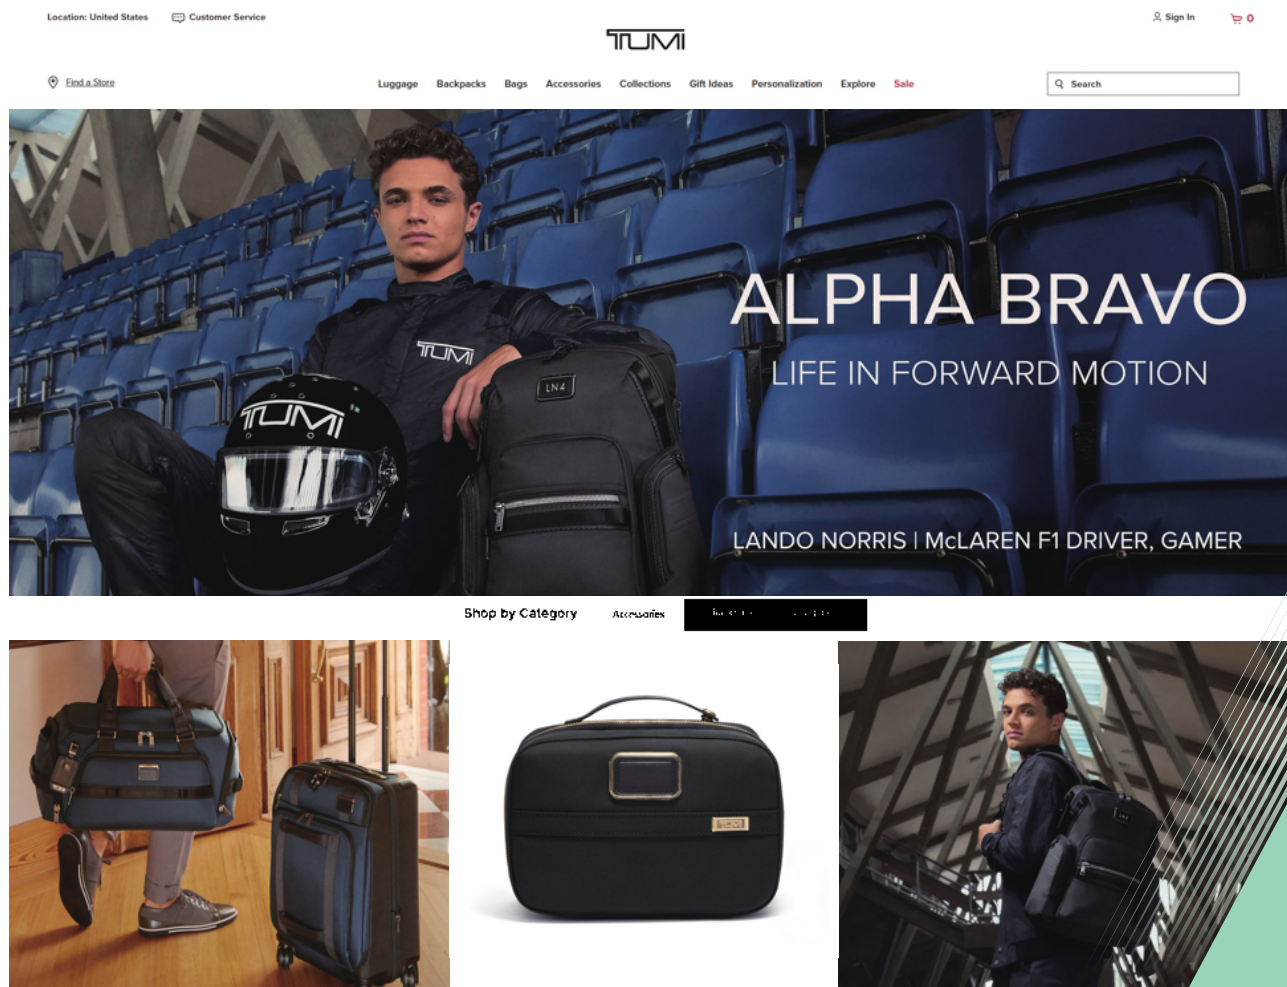 Location: United States
Customer Service
Sign In
0
TUMI
Find a Store
Luggage Backpacks Bags Accessories Collections Gift Ideas Personalization Explore Sale
Search
ALPHA BRAVO
LIFE IN FORWARD MOTION
TUMI
LN4
TUMI
LANDO NORRIS | McLAREN F1 DRIVER, GAMER
Shop by Category
Accessories
TUMI
LN4